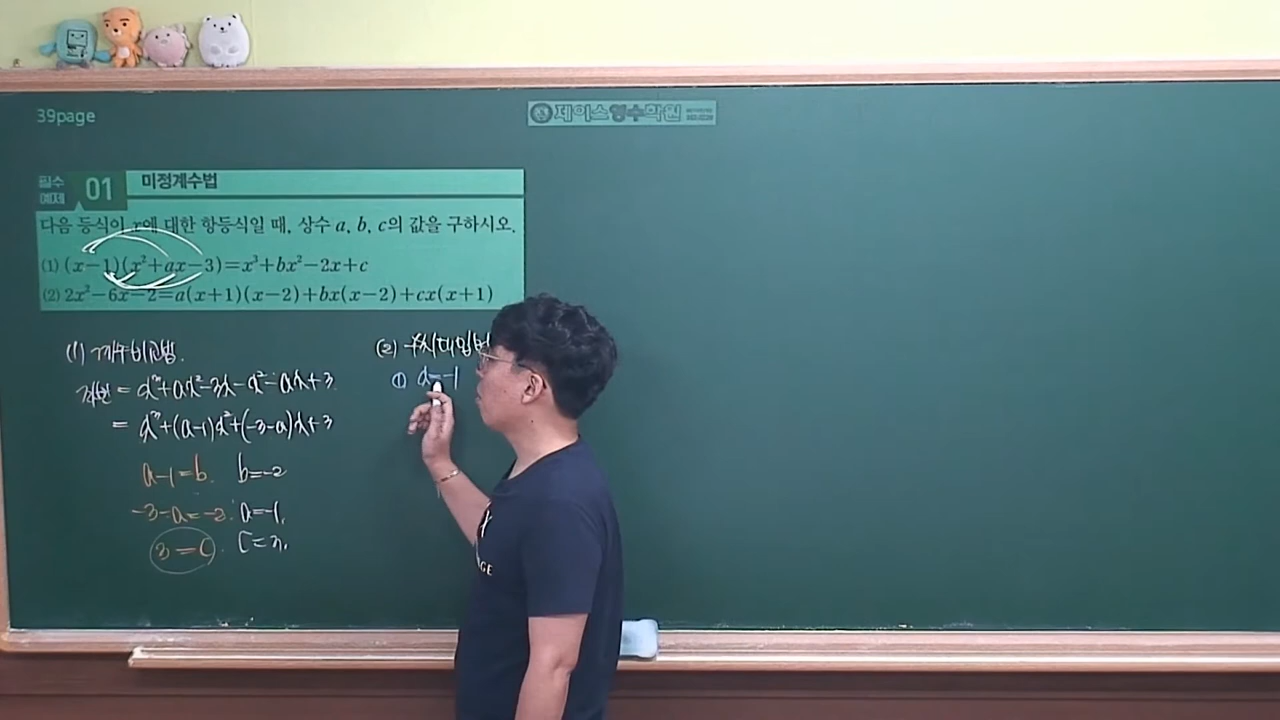 39page
제이스영수학원
필수 예제 01 미정계수법
다음 등식이 x에 대한 항등식일 때, 상수 a, b, c의 값을 구하시오.
(1) (x−1)(x²+ax−3)=x³+bx²−2x+c
(2) 2x²−6x−2=a(x+1)(x−2)+bx(x−2)+cx(x+1)
(1) 계수비교법.
좌변 = x³+ax²-3x-x²-ax+3
= x³+(a-1)x²+(-3-a)x+3
a-1=b. b=-2
-3-a=-2. a=-1,
3=C. C=3,
(2) 수치대입법
① x=-1
GE